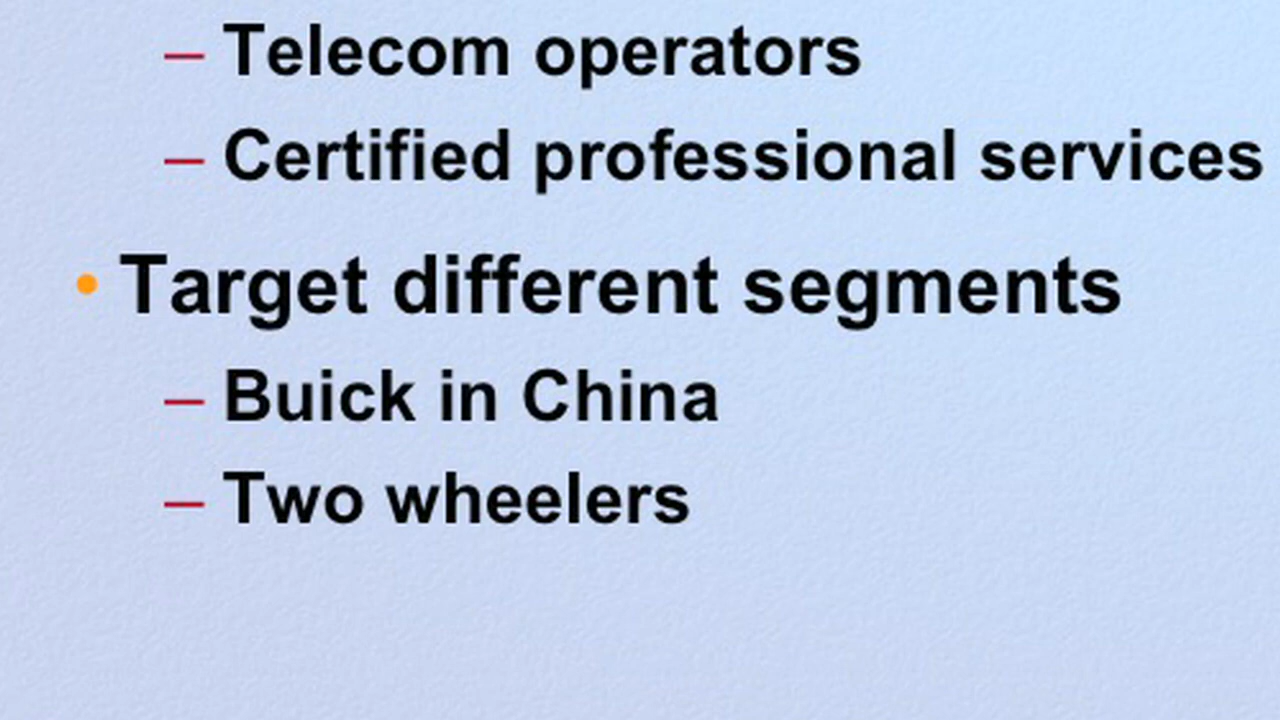 – Telecom operators
– Certified professional services
• Target different segments
– Buick in China
– Two wheelers